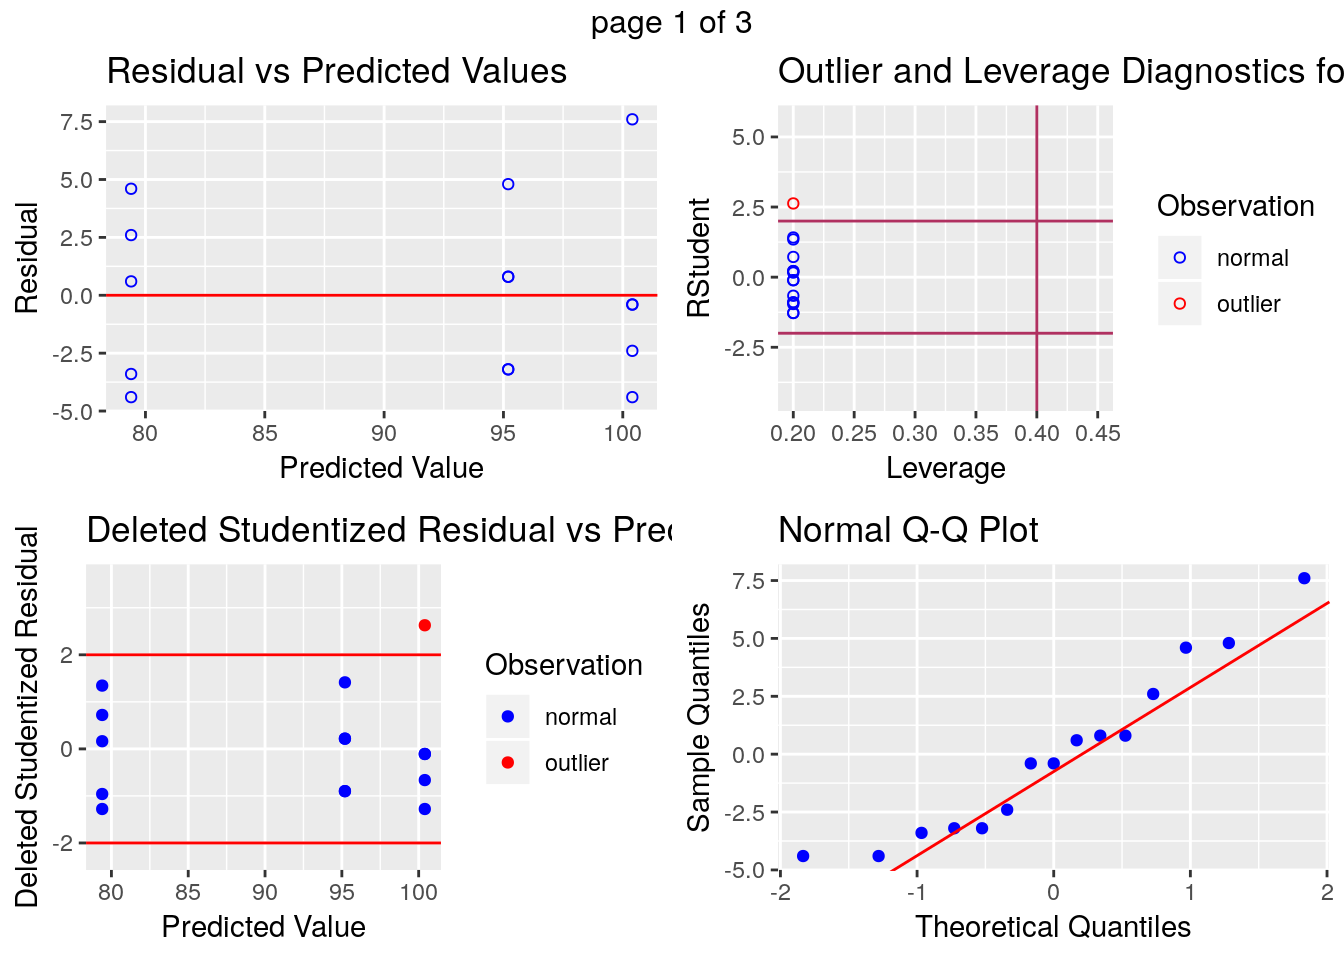 page 1 of 3
Residual vs Predicted Values
7.5
5.0
2.5
0.0
-2.5
-5.0
Residual
80 85 90 95 100
Predicted Value
Outlier and Leverage Diagnostics fo
5.0
2.5
0.0
-2.5
RStudent
0.20 0.25 0.30 0.35 0.40 0.45
Leverage
Observation
normal
outlier
Deleted Studentized Residual vs Pred
2
0
-2
Deleted Studentized Residual
80 85 90 95 100
Predicted Value
Observation
normal
outlier
Normal Q-Q Plot
7.5
5.0
2.5
0.0
-2.5
-5.0
Sample Quantiles
-2 -1 0 1 2
Theoretical Quantiles